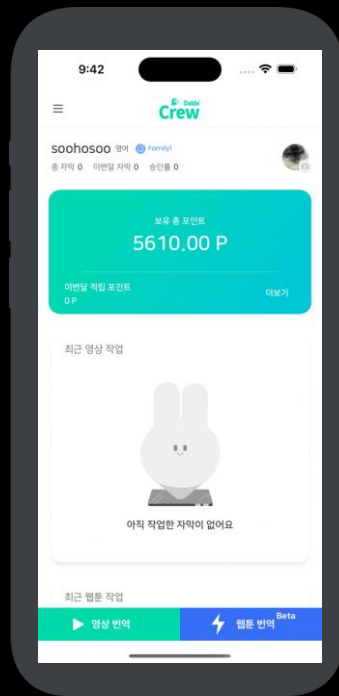 9:42
Dabbi
Crew
soohosoo 영어 Family!
총 자막 0 이번달 자막 0 승인률 0
보유 총 포인트
5610.00 P
이번달 적립 포인트
0 P
더보기
최근 영상 작업
아직 작업한 자막이 없어요
최근 웹툰 작업
영상 번역
웹툰 번역 Beta